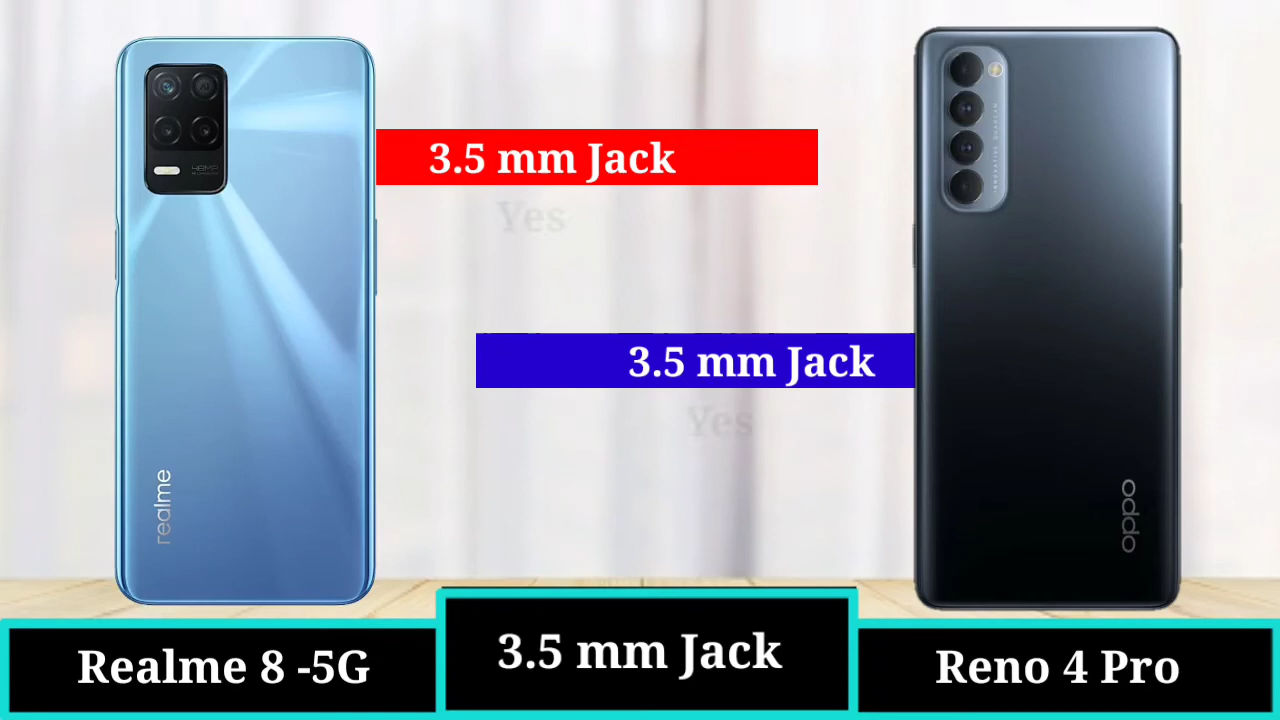 48MP
3.5 mm Jack
Yes
3.5 mm Jack
Yes
realme
oppo
Realme 8 -5G
3.5 mm Jack
Reno 4 Pro